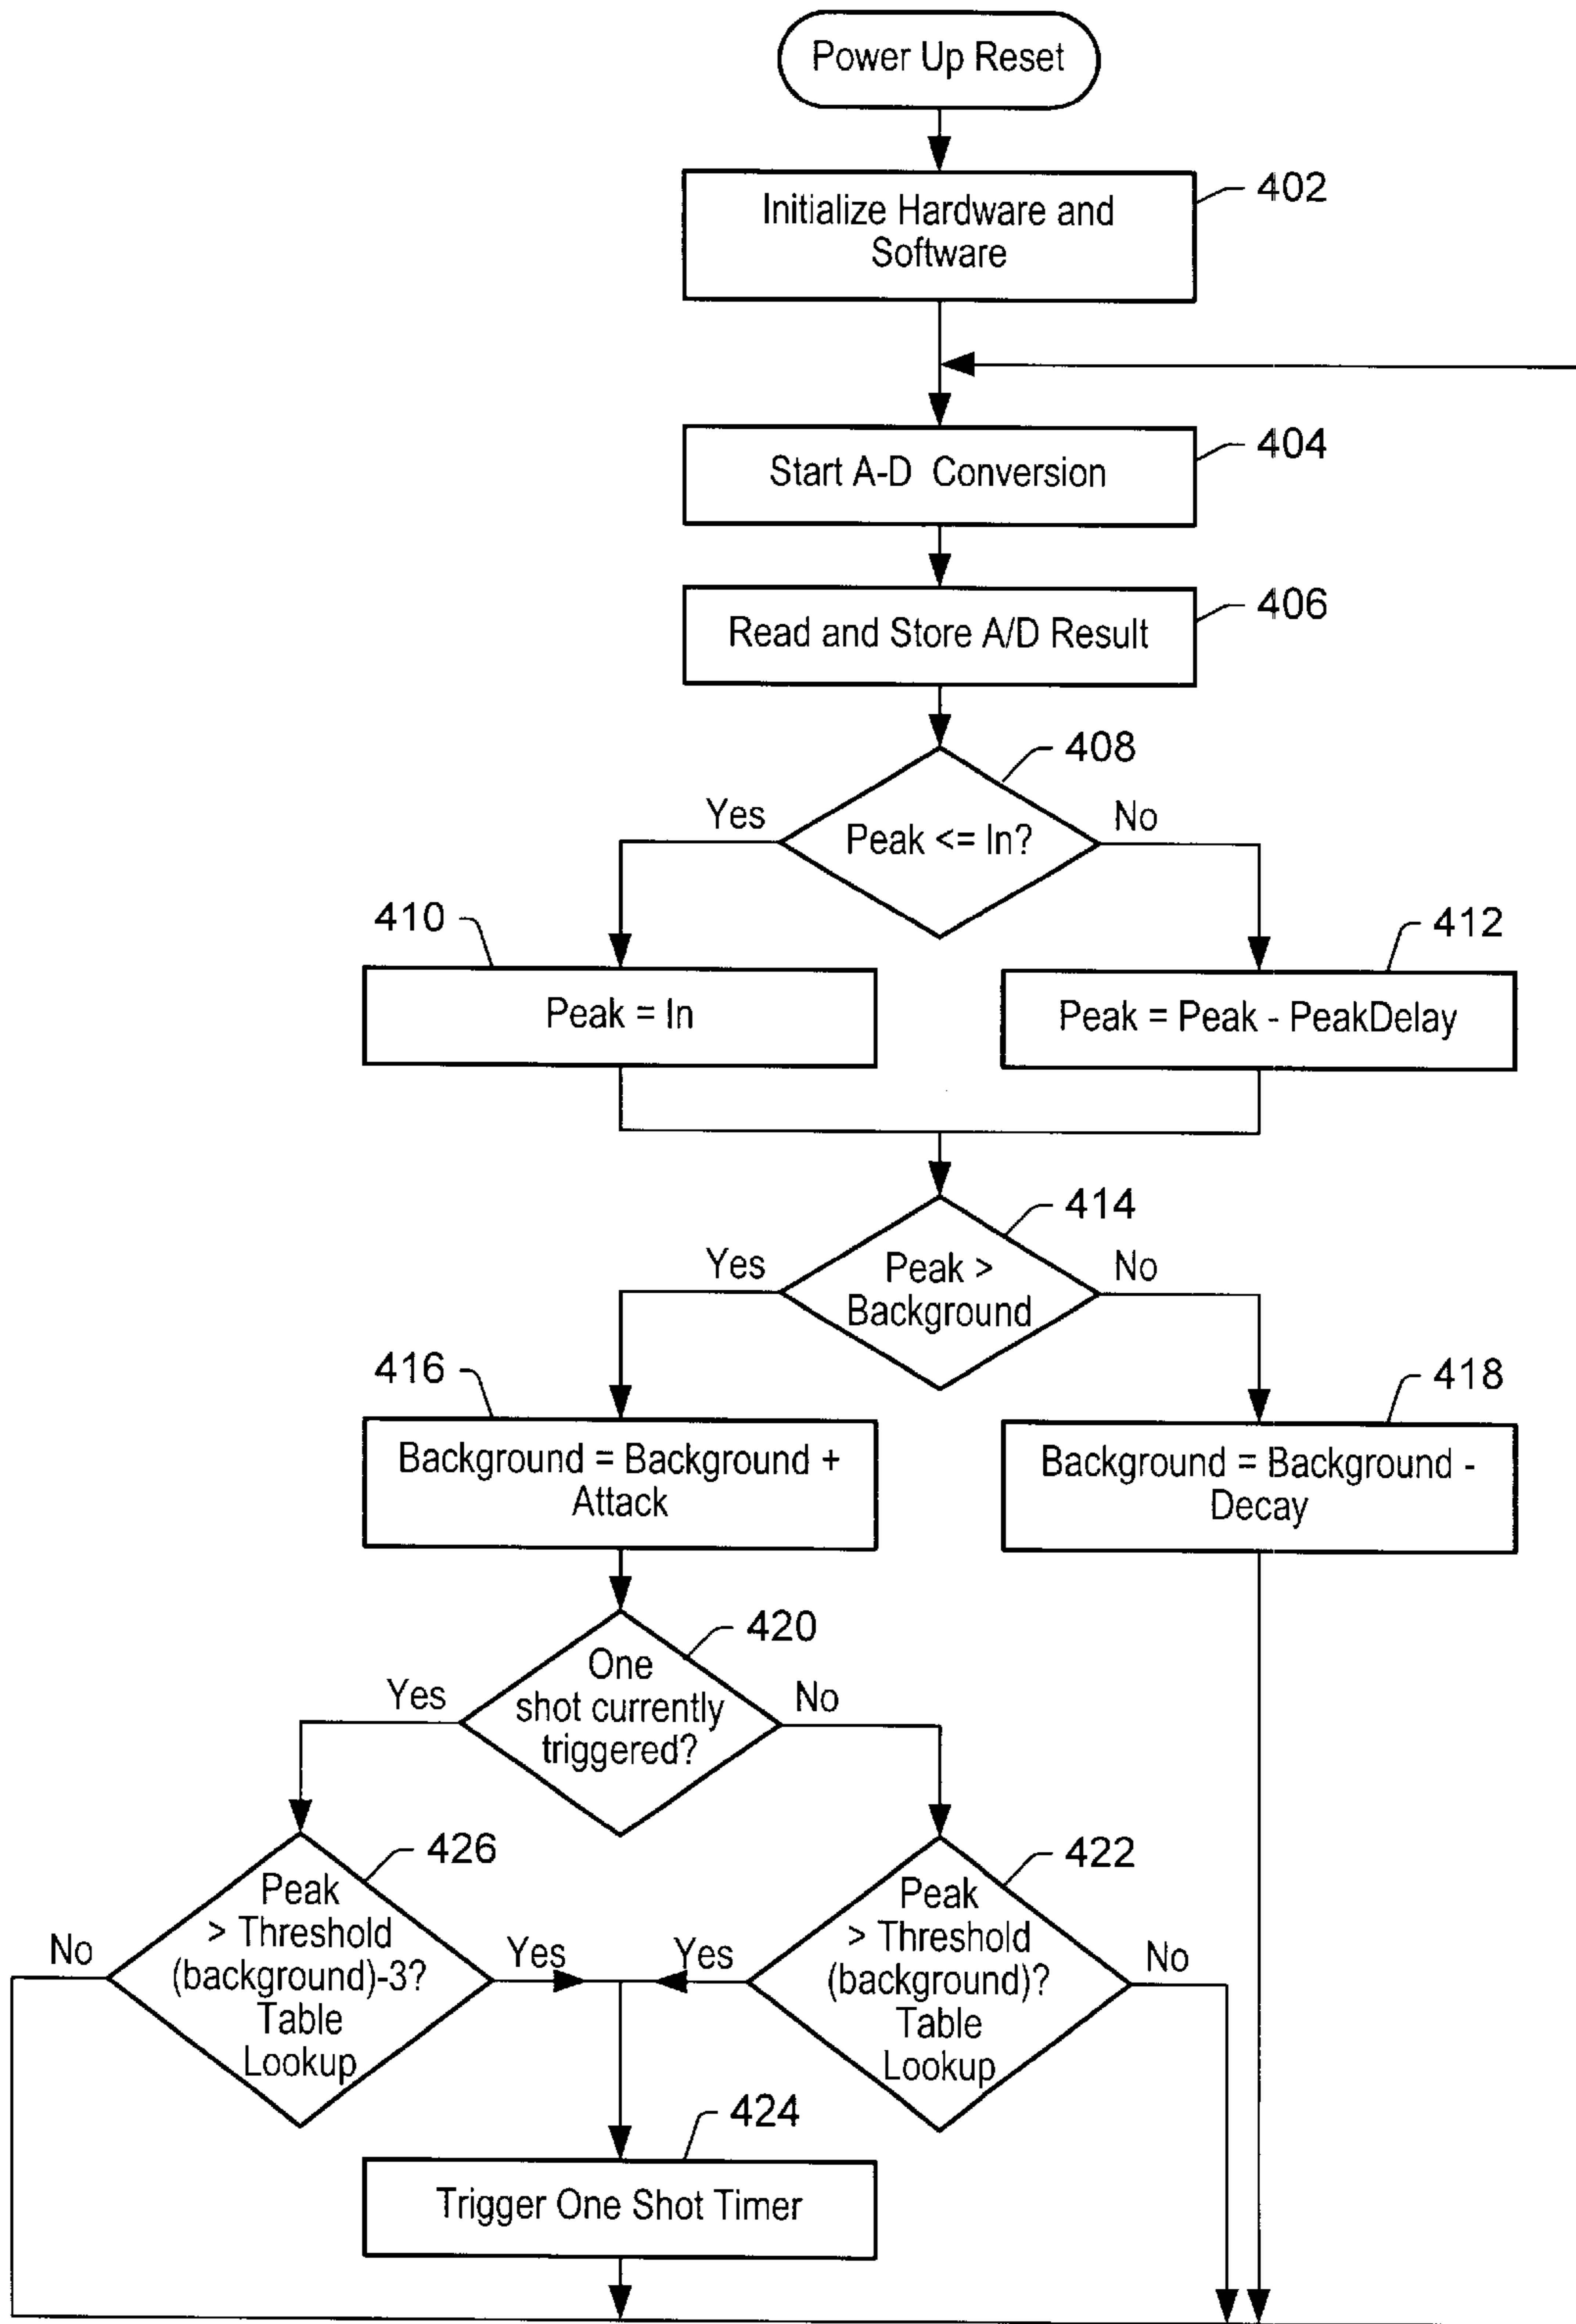 Power Up Reset
402
Initialize Hardware and
Software
404
Start A-D Conversion
406
Read and Store A/D Result
408
Yes
Peak <= In?
No
410
412
Peak = In
Peak = Peak - PeakDelay
414
Yes
Peak >
Background
No
416
418
Background = Background +
Attack
Background = Background -
Decay
420
Yes
One
shot currently
triggered?
No
426
422
No
Peak
> Threshold
(background)-3?
Table
Lookup
Yes
Yes
Peak
> Threshold
(background)?
Table
Lookup
No
424
Trigger One Shot Timer